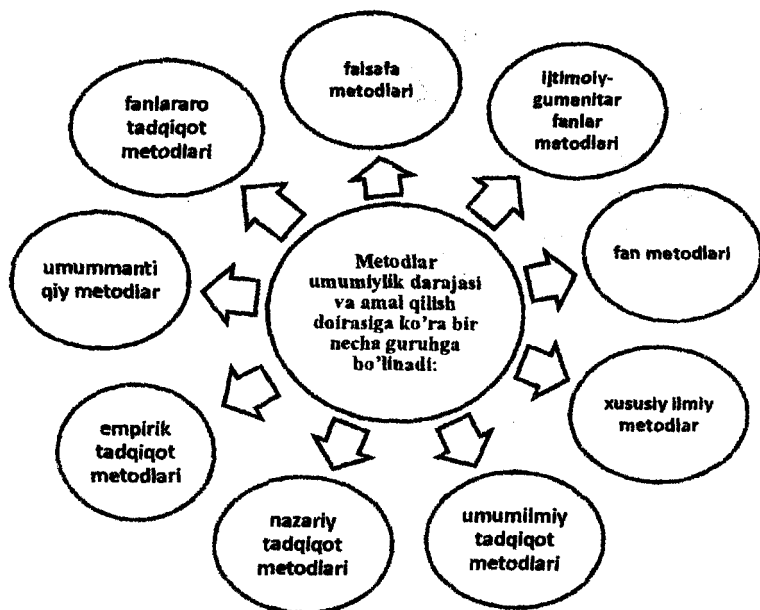 falsafa
metodlari
ijtimoiy-
gumanitar
fanlar
metodlari
fan metodlari
xususiy ilmiy
metodlar
umumilmiy
tadqiqot
metodlari
nazariy
tadqiqot
metodlari
empirik
tadqiqot
metodlari
umummanti
qiy metodlar
fanlararo
tadqiqot
metodlari
Metodlar
umumiylik darajasi
va amal qilish
doirasiga ko'ra bir
necha guruhga
bo'linadi: